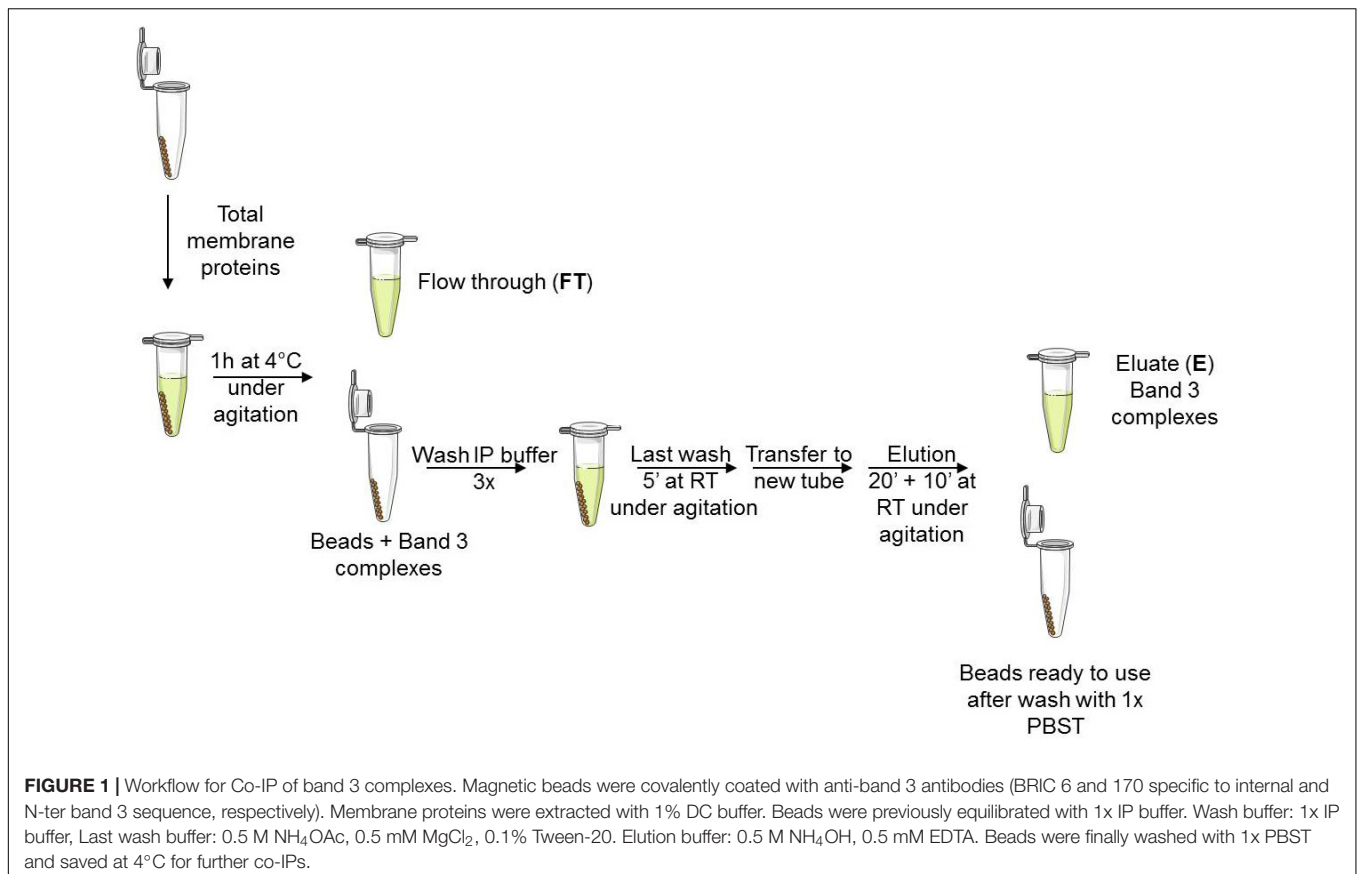 Total
membrane
proteins
Flow through (FT)
1h at 4°C
under
agitation
Beads + Band 3
complexes
Wash IP buffer
3x
Last wash
5' at RT
under agitation
Transfer to
new tube
Elution
20' + 10' at
RT under
agitation
Eluate (E)
Band 3
complexes
Beads ready to use
after wash with 1x
PBST
FIGURE 1 | Workflow for Co-IP of band 3 complexes. Magnetic beads were covalently coated with anti-band 3 antibodies (BRIC 6 and 170 specific to internal and
N-ter band 3 sequence, respectively). Membrane proteins were extracted with 1% DC buffer. Beads were previously equilibrated with 1x IP buffer. Wash buffer: 1x IP
buffer, Last wash buffer: 0.5 M NH₄OAc, 0.5 mM MgCl₂, 0.1% Tween-20. Elution buffer: 0.5 M NH₄OH, 0.5 mM EDTA. Beads were finally washed with 1x PBST
and saved at 4°C for further co-IPs.